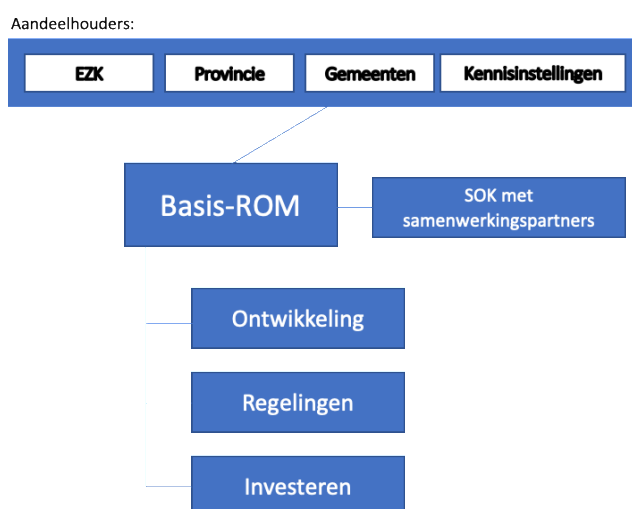 Aandeelhouders:
EZK
Provincie
Gemeenten
Kennisinstellingen
Basis-ROM
SOK met
samenwerkingspartners
Ontwikkeling
Regelingen
Investeren